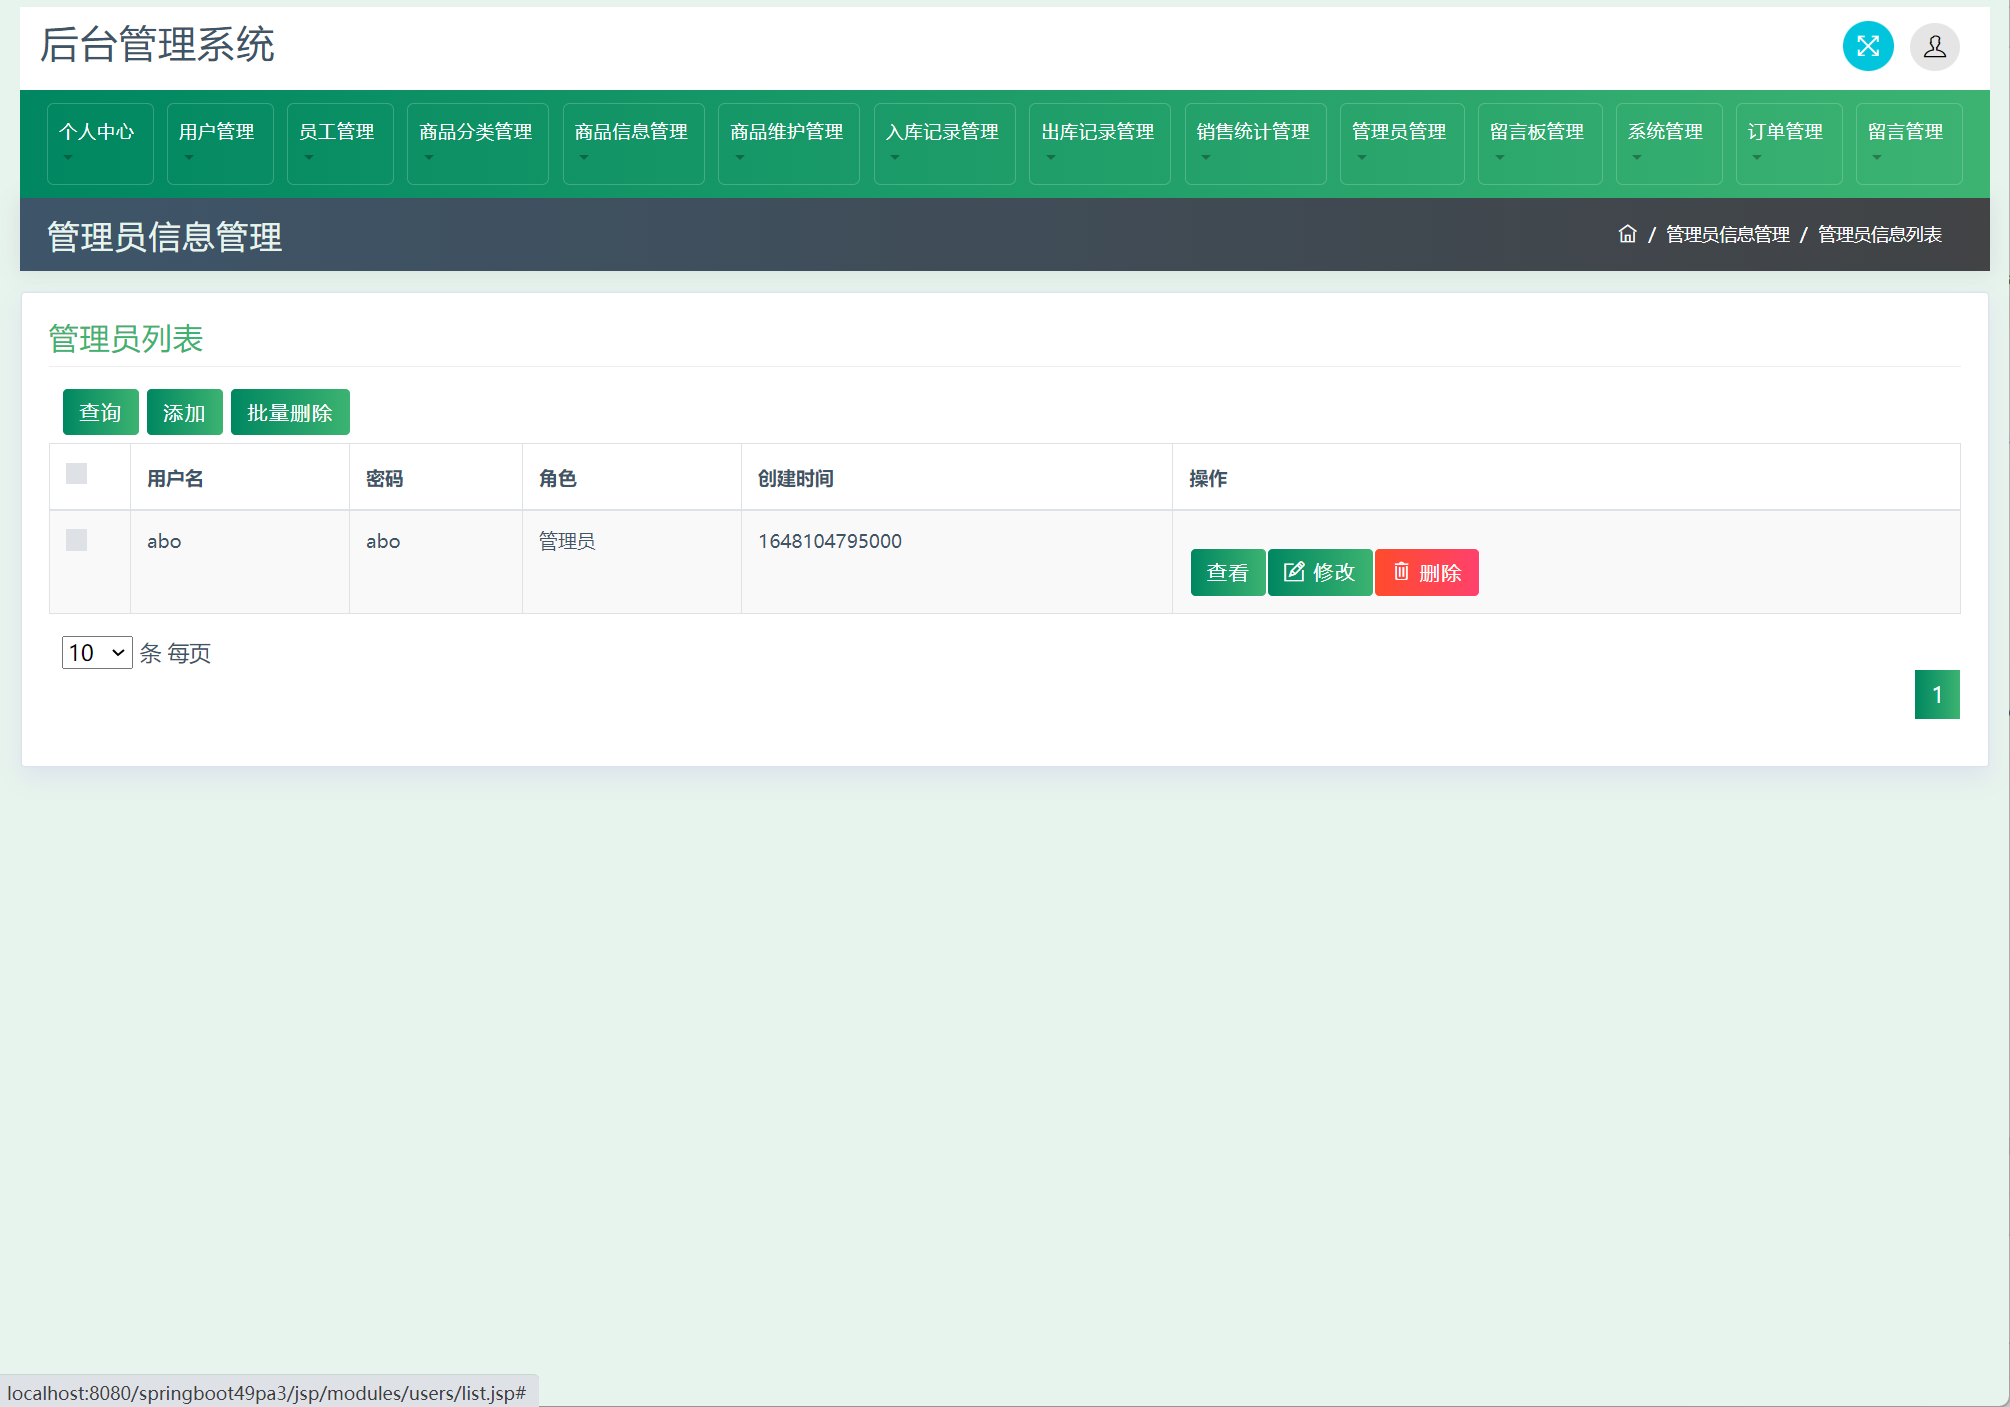 后台管理系统
个人中心 用户管理 员工管理 商品分类管理 商品信息管理 商品维护管理 入库记录管理 出库记录管理 销售统计管理 管理员管理 留言板管理 系统管理 订单管理 留言管理
管理员信息管理 / 管理员信息管理 / 管理员信息列表
管理员列表
查询 添加 批量删除
用户名 密码 角色 创建时间 操作
abo abo 管理员 1648104795000
查看 修改 删除
10 条 每页
1
localhost:8080/springboot49pa3/jsp/modules/users/list.jsp#